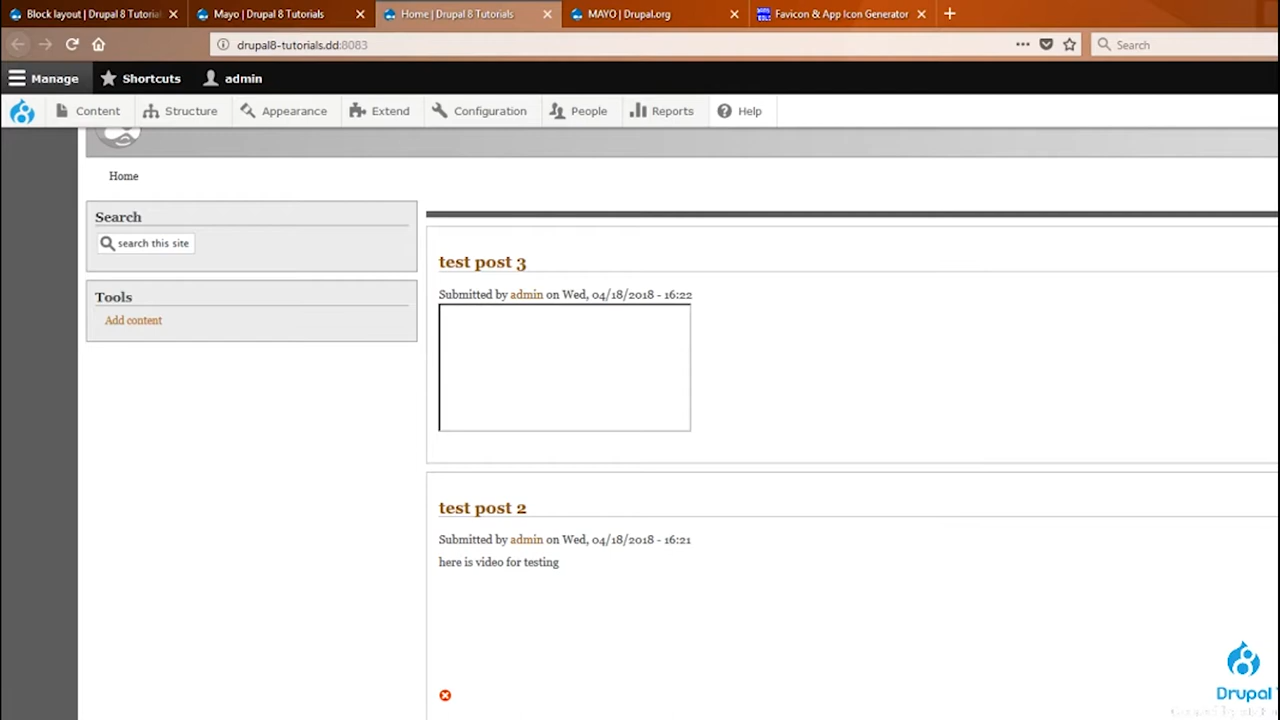 Block layout | Drupal 8 Tutorial
Mayo | Drupal 8 Tutorials
Home | Drupal 8 Tutorials
MAYO | Drupal.org
Favicon & App Icon Generator
drupal8-tutorials.dd:8083
Search
Manage
Shortcuts
admin
Content
Structure
Appearance
Extend
Configuration
People
Reports
Help
Home
Search
search this site
Tools
Add content
test post 3
Submitted by admin on Wed, 04/18/2018 - 16:22
test post 2
Submitted by admin on Wed, 04/18/2018 - 16:21
here is video for testing
Drupal